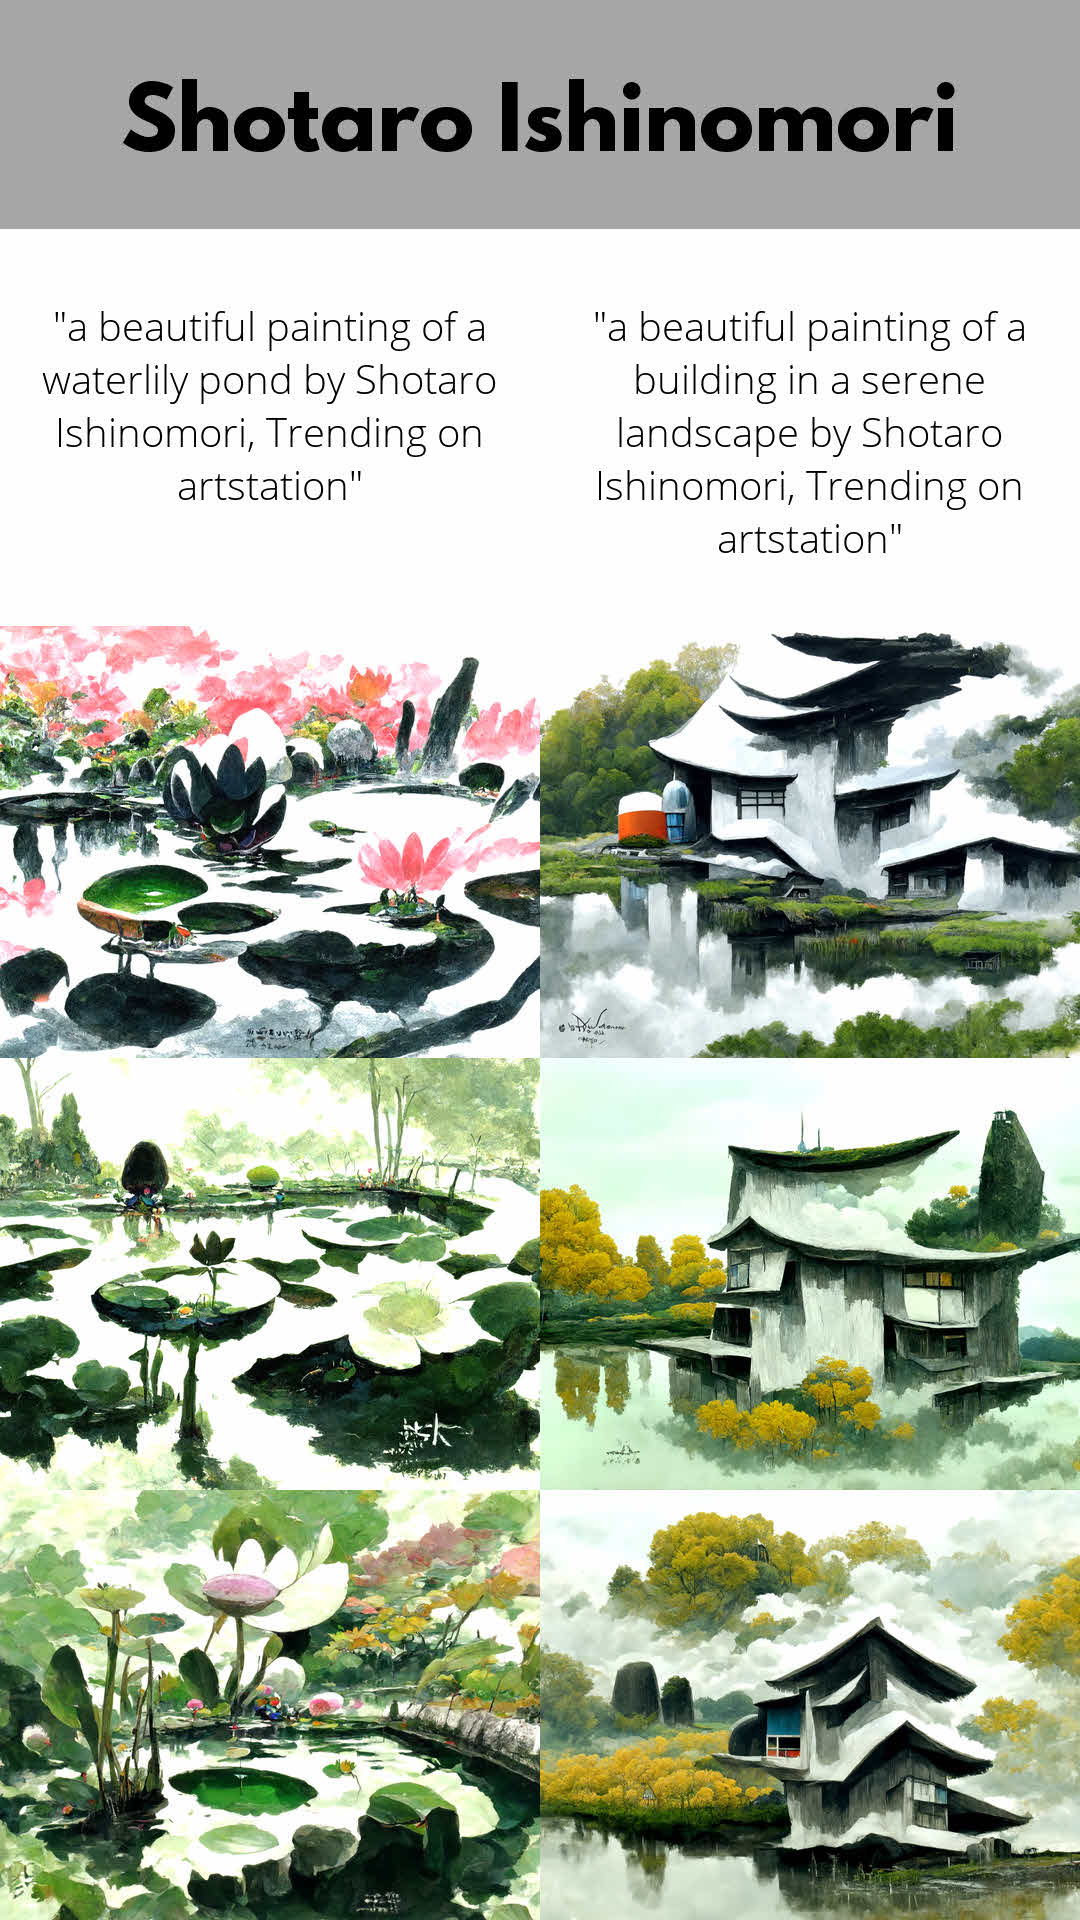 Shotaro Ishinomori
"a beautiful painting of a
waterlily pond by Shotaro
Ishinomori, Trending on
artstation"
"a beautiful painting of a
building in a serene
landscape by Shotaro
Ishinomori, Trending on
artstation"